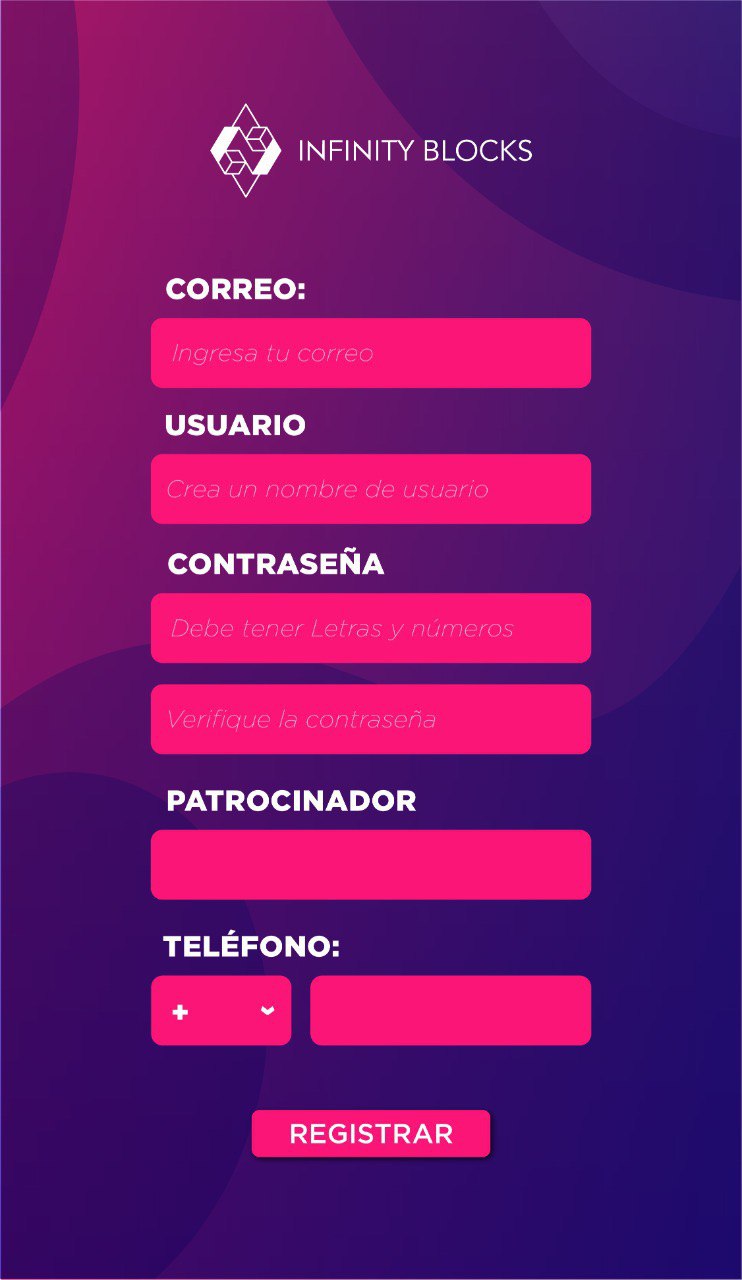 INFINITY BLOCKS
CORREO:
Ingresa tu correo
USUARIO
Crea un nombre de usuario
CONTRASEÑA
Debe tener Letras y números
Verifique la contraseña
PATROCINADOR
TELÉFONO:
+
REGISTRAR